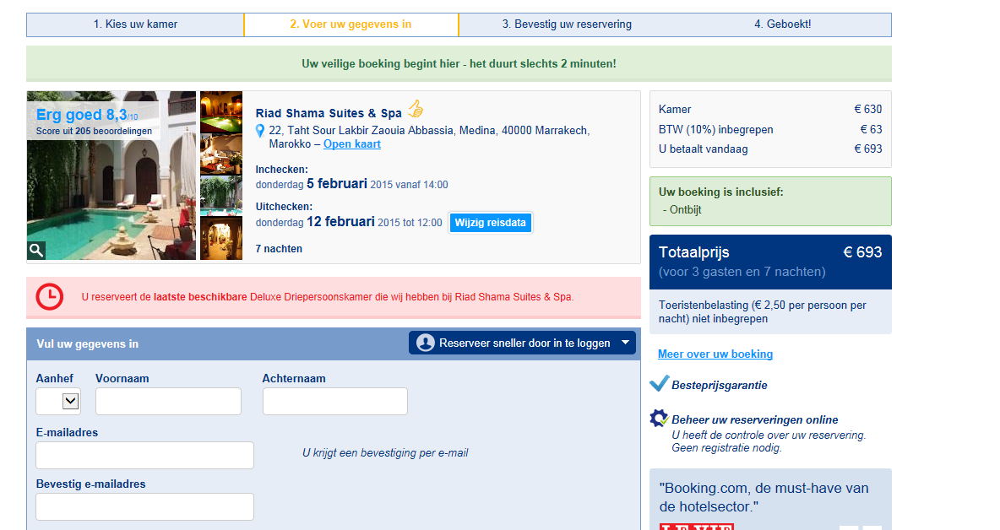 1. Kies uw kamer
2. Voer uw gegevens in
3. Bevestig uw reservering
4. Geboekt!
Uw veilige boeking begint hier - het duurt slechts 2 minuten!
Erg goed 8,3/10
Score uit 205 beoordelingen
Riad Shama Suites & Spa
22, Taht Sour Lakbir Zaouia Abbassia, Medina, 40000 Marrakech,
Marokko – Open kaart
Inchecken:
donderdag 5 februari 2015 vanaf 14:00
Uitchecken:
donderdag 12 februari 2015 tot 12:00
Wijzig reisdata
7 nachten
U reserveert de laatste beschikbare Deluxe Driepersoonskamer die wij hebben bij Riad Shama Suites & Spa.
Vul uw gegevens in
Reserveer sneller door in te loggen
Aanhef
Voornaam
Achternaam
E-mailadres
U krijgt een bevestiging per e-mail
Bevestig e-mailadres
Kamer € 630
BTW (10%) inbegrepen € 63
U betaalt vandaag € 693
Uw boeking is inclusief:
- Ontbijt
Totaalprijs € 693
(voor 3 gasten en 7 nachten)
Toeristenbelasting (€ 2,50 per persoon per
nacht) niet inbegrepen
Meer over uw boeking
Besteprijsgarantie
Beheer uw reserveringen online
U heeft de controle over uw reservering.
Geen registratie nodig.
"Booking.com, de must-have van
de hotelsector."